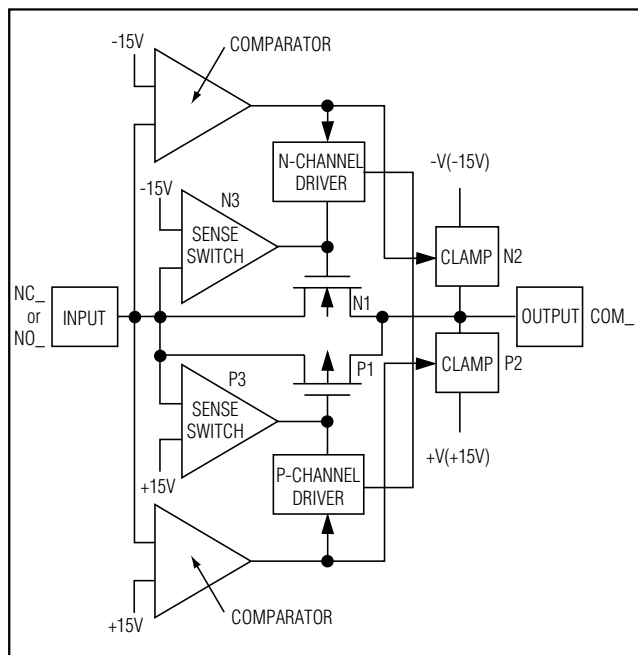 -15V
COMPARATOR
N-CHANNEL
DRIVER
-V(-15V)
-15V
N3
SENSE
SWITCH
CLAMP
N2
NC_
or
NO_
INPUT
N1
OUTPUT
COM_
P1
CLAMP
P2
P3
SENSE
SWITCH
+15V
P-CHANNEL
DRIVER
+V(+15V)
+15V
COMPARATOR